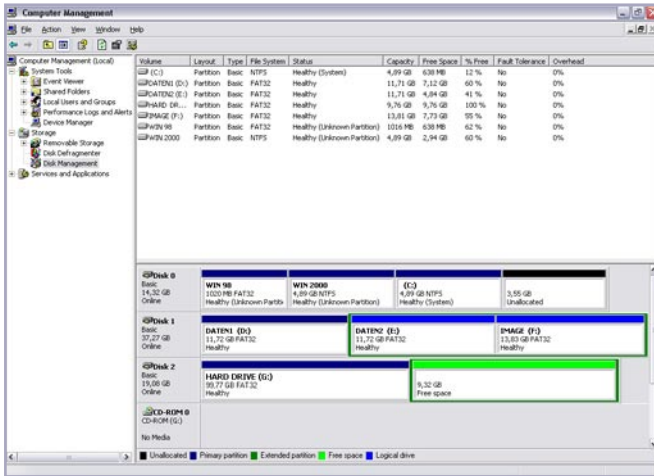 Computer Management
File Action View Window Help
Computer Management (Local)
System Tools
Event Viewer
Shared Folders
Local Users and Groups
Performance Logs and Alerts
Device Manager
Storage
Removable Storage
Disk Defragmenter
Disk Management
Services and Applications
Volume Layout Type File System Status Capacity Free Space % Free Fault Tolerance Overhead
(C:) Partition Basic NTFS Healthy (System) 4,89 GB 638 MB 12 % No 0%
DATEN1 (D:) Partition Basic FAT32 Healthy 11,71 GB 7,12 GB 60 % No 0%
DATEN2 (E:) Partition Basic FAT32 Healthy 11,71 GB 4,84 GB 41 % No 0%
HARD DR... Partition Basic FAT32 Healthy 9,76 GB 9,76 GB 100 % No 0%
IMAGE (F:) Partition Basic FAT32 Healthy 13,81 GB 7,73 GB 55 % No 0%
WIN 98 Partition Basic FAT32 Healthy (Unknown Partition) 1016 MB 638 MB 62 % No 0%
WIN 2000 Partition Basic NTFS Healthy (Unknown Partition) 4,89 GB 2,94 GB 60 % No 0%
Disk 0
Basic
14,32 GB
Online
WIN 98
1020 MB FAT32
Healthy (Unknown Partiti
WIN 2000
4,89 GB NTFS
Healthy (Unknown Partition)
(C:)
4,89 GB NTFS
Healthy (System)
3,55 GB
Unallocated
Disk 1
Basic
37,27 GB
Online
DATEN1 (D:)
11,72 GB FAT32
Healthy
DATEN2 (E:)
11,72 GB FAT32
Healthy
IMAGE (F:)
13,83 GB FAT32
Healthy
Disk 2
Basic
19,08 GB
Online
HARD DRIVE (G:)
99,77 GB FAT32
Healthy
9,32 GB
Free space
CD-ROM 0
CD-ROM (G:)
No Media
Unallocated Primary partition Extended partition Free space Logical drive